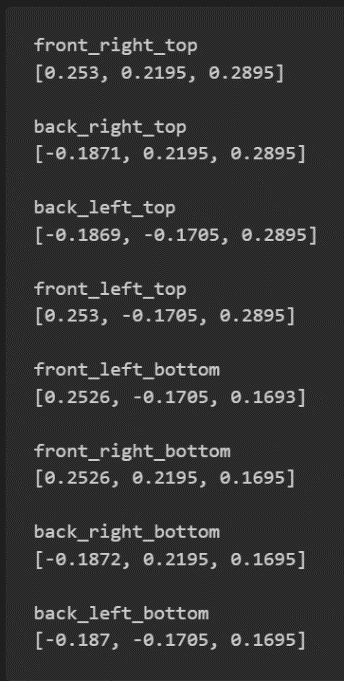 front_right_top
[0.253, 0.2195, 0.2895]
back_right_top
[-0.1871, 0.2195, 0.2895]
back_left_top
[-0.1869, -0.1705, 0.2895]
front_left_top
[0.253, -0.1705, 0.2895]
front_left_bottom
[0.2526, -0.1705, 0.1693]
front_right_bottom
[0.2526, 0.2195, 0.1695]
back_right_bottom
[-0.1872, 0.2195, 0.1695]
back_left_bottom
[-0.187, -0.1705, 0.1695]